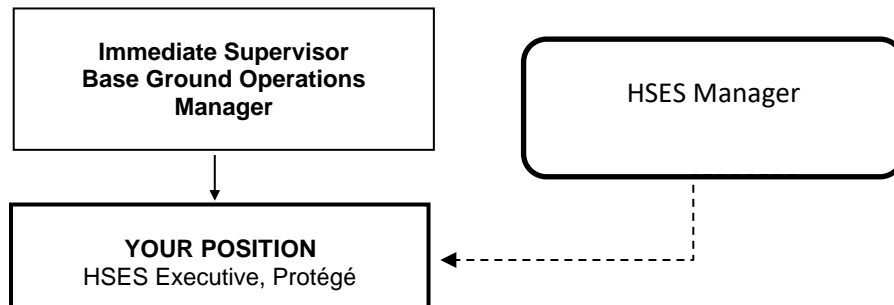 Immediate Supervisor
Base Ground Operations
Manager
HSES Manager
YOUR POSITION
HSES Executive, Protégé